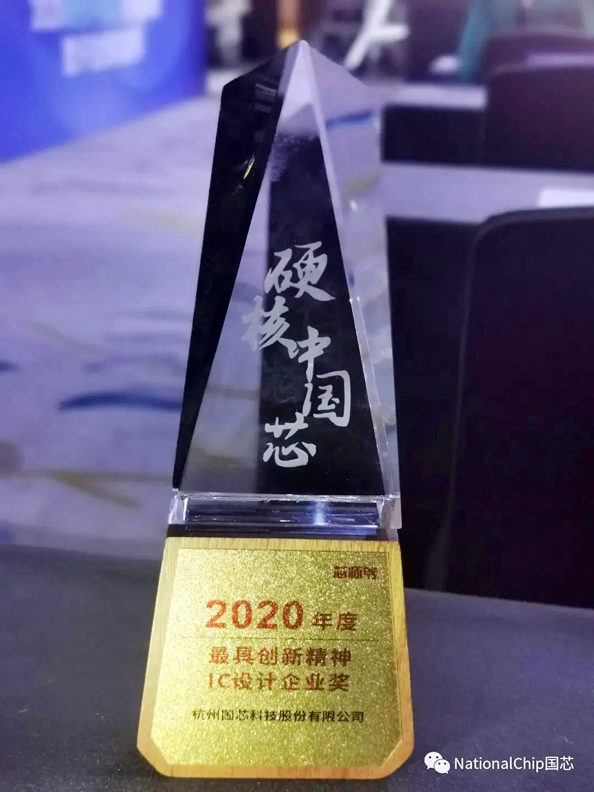 硬核
中国
芯
芯师爷
2020年度
最具创新精神
IC设计企业奖
杭州国芯科技股份有限公司
NationalChip国芯